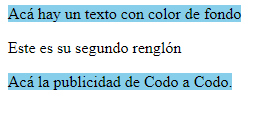 Acá hay un texto con color de fondo
Este es su segundo renglón
Acá la publicidad de Codo a Codo.